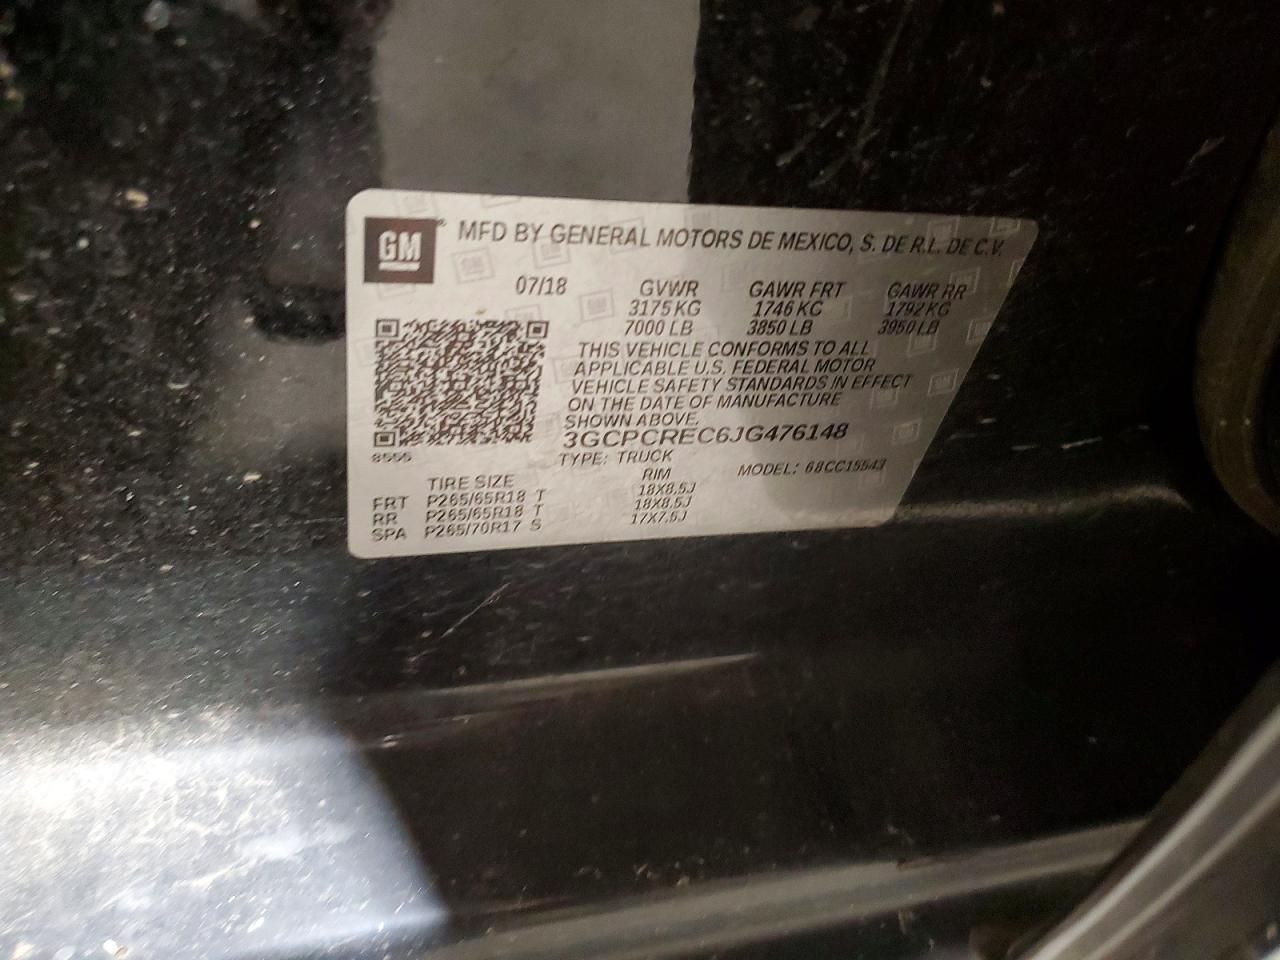 GM
MFD BY GENERAL MOTORS DE MEXICO, S. DE R.L. DE C.V.
07/18 GVWR GAWR FRT GAWR RR
3175 KG 1746 KG 1792 KG
7000 LB 3850 LB 3950 LB
THIS VEHICLE CONFORMS TO ALL
APPLICABLE U.S. FEDERAL MOTOR
VEHICLE SAFETY STANDARDS IN EFFECT
ON THE DATE OF MANUFACTURE
SHOWN ABOVE.
3GCPCREC6JG476148
8555
TYPE: TRUCK MODEL: 68CC15543
TIRE SIZE RIM
FRT P265/65R18 T 18X8.5J
RR P265/65R18 T 18X8.5J
SPA P265/70R17 S 17X7.5J